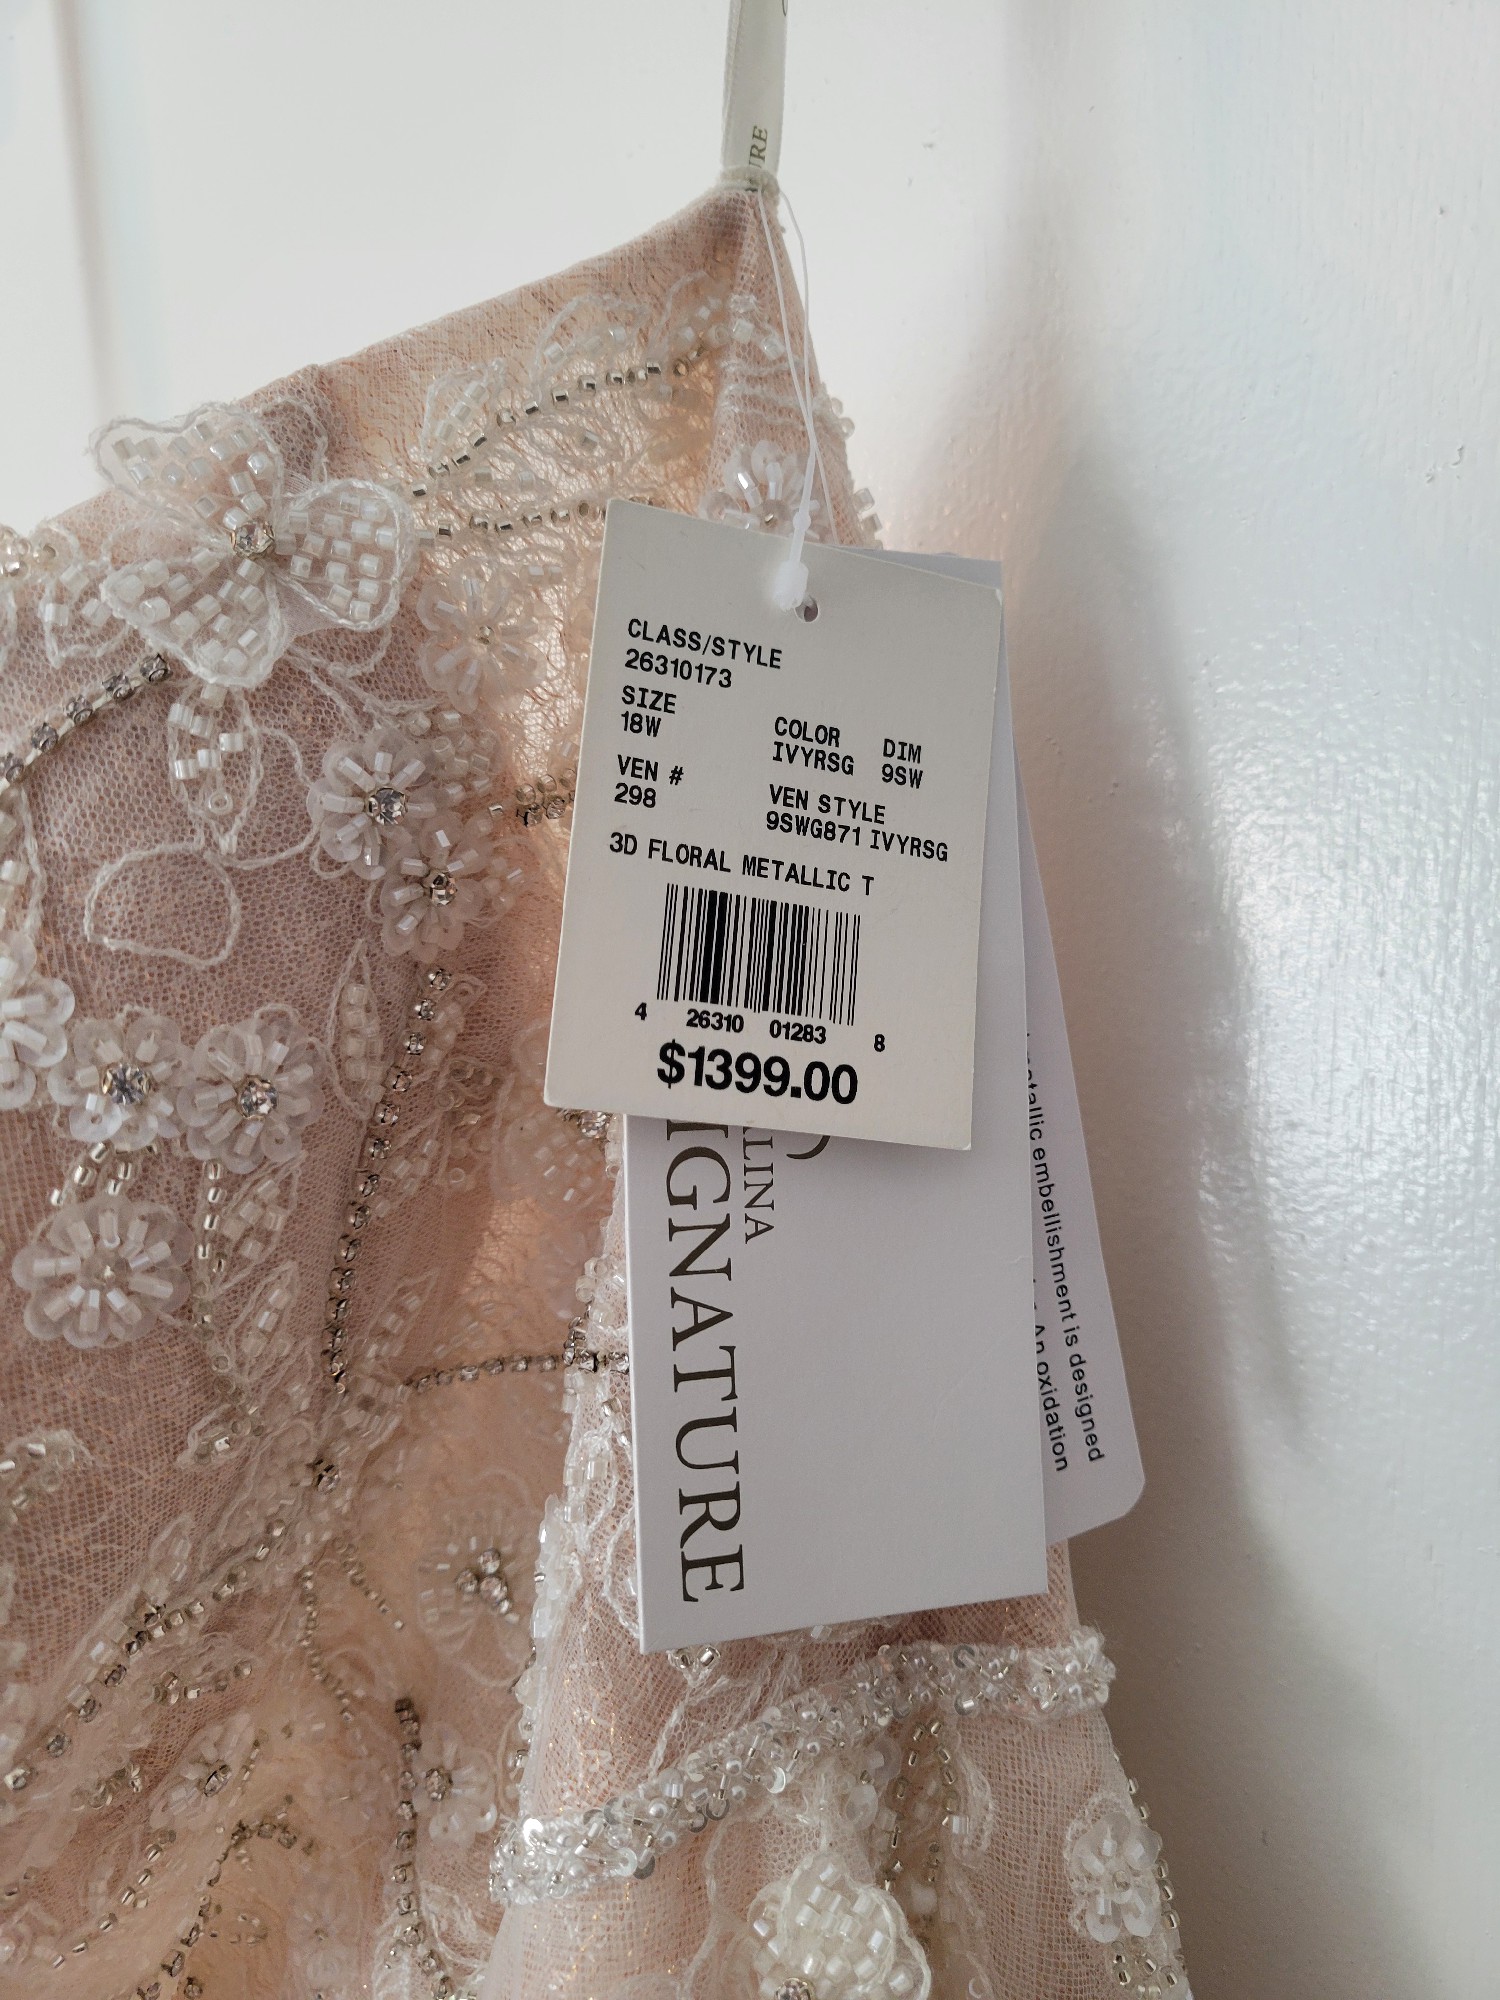 URE
CLASS/STYLE
26310173
SIZE
18W
COLOR
IVYRSG
DIM
9SW
VEN #
298
VEN STYLE
9SWG871 IVYRSG
3D FLORAL METALLIC T
4 26310 01283 8
$1399.00
LINA
IGNATURE
etallic embellishment is designed
An oxidation